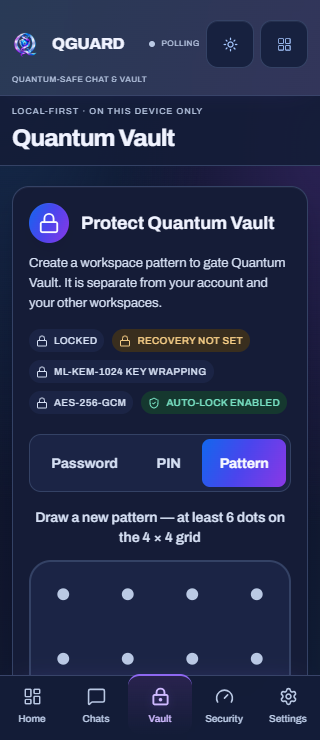 QGUARD
POLLING
QUANTUM-SAFE CHAT & VAULT
LOCAL-FIRST · ON THIS DEVICE ONLY
Quantum Vault
Protect Quantum Vault
Create a workspace pattern to gate Quantum
Vault. It is separate from your account and
your other workspaces.
LOCKED
RECOVERY NOT SET
ML-KEM-1024 KEY WRAPPING
AES-256-GCM
AUTO-LOCK ENABLED
Password
PIN
Pattern
Draw a new pattern — at least 6 dots on
the 4 × 4 grid
Home
Chats
Vault
Security
Settings